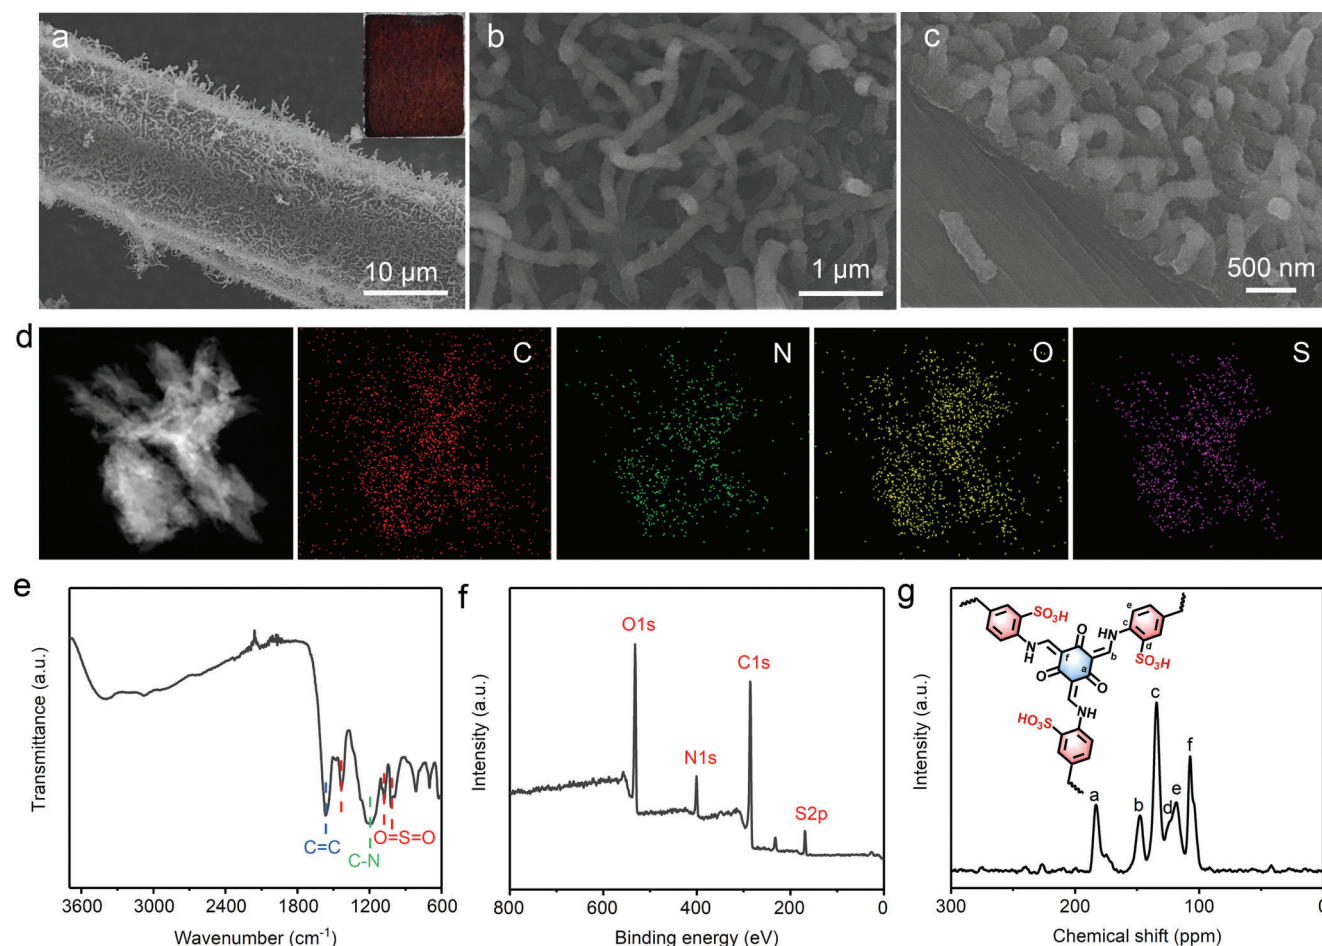 a
10 μm
b
1 μm
c
500 nm
d
C
N
O
S
e
Transmittance (a.u.)
C=C
C-N
O=S=O
3600 3000 2400 1800 1200 600
Wavenumber (cm⁻¹)
f
Intensity (a.u.)
O1s
N1s
C1s
S2p
800 600 400 200 0
Binding energy (eV)
g
Intensity (a.u.)
SO₃H
N
H
O
HN
e
c
d
b
SO₃H
f
a
O
O
NH
HO₃S
a
b
c
d
e
f
300 200 100 0
Chemical shift (ppm)